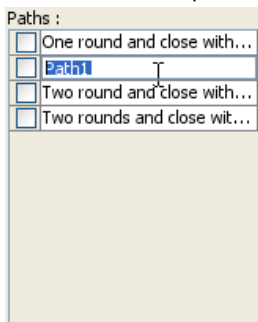 Paths :
One round and close with...
Path1
Two round and close with...
Two rounds and close wit...